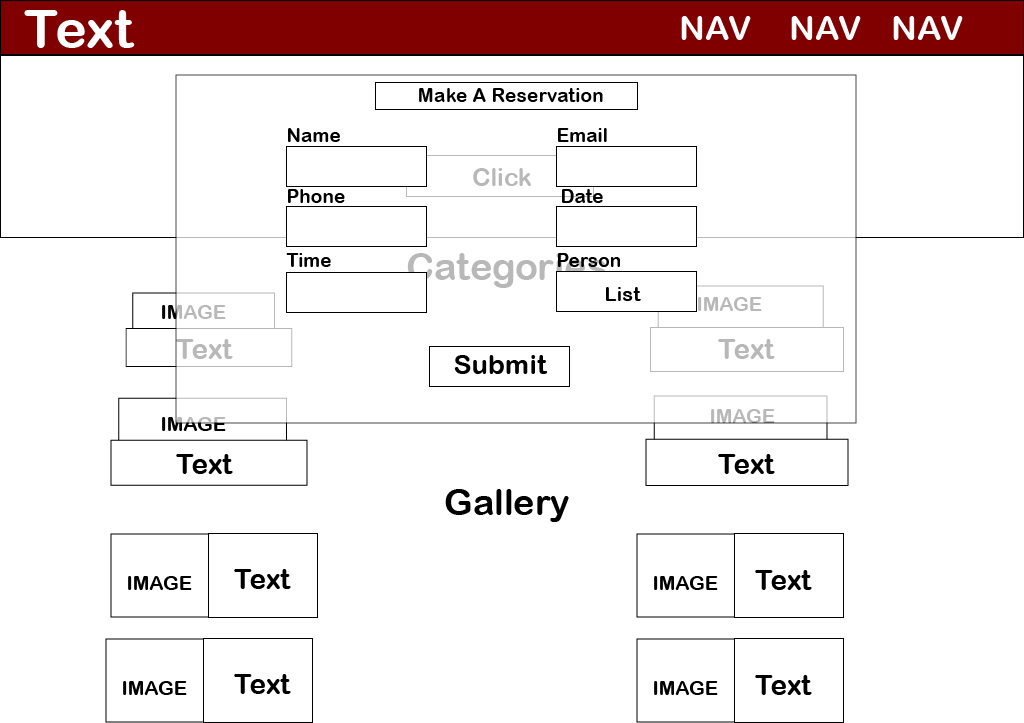 Text NAV NAV NAV
Make A Reservation
Name Email
Click
Phone Date
Time Person
Categories
List
IMAGE IMAGE
Text Text
Submit
IMAGE IMAGE
Text Text
Gallery
IMAGE Text IMAGE Text
IMAGE Text IMAGE Text